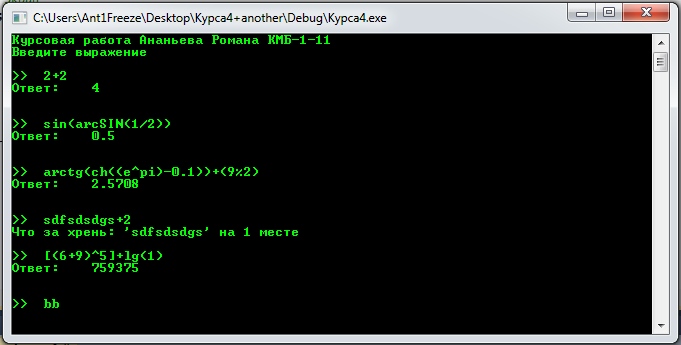 C:\Users\Ant1Freeze\Desktop\Курса4+another\Debug\Курса4.exe
Курсовая работа Ананьева Романа КМБ-1-11
Введите выражение
>> 2+2
Ответ: 4
>> sin(arcSIN(1/2))
Ответ: 0.5
>> arctg(ch((e^pi)-0.1))+(9%2)
Ответ: 2.5708
>> sdfsdsdgs+2
Что за хрень: 'sdfsdsdgs' на 1 месте
>> [(6+9)^5]+lg(1)
Ответ: 759375
>> bb